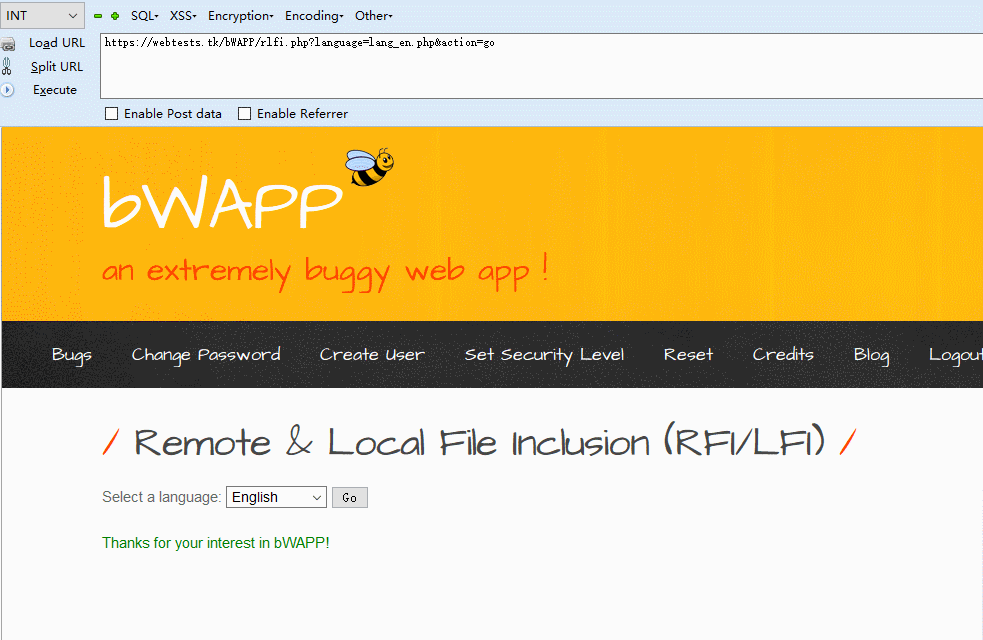 INT SQL XSS Encryption Encoding Other
Load URL
https://webtests.tk/bWAPP/rlfi.php?language=lang_en.php&action=go
Split URL
Execute
Enable Post data Enable Referrer
bWAPP
an extremely buggy web app !
Bugs Change Password Create User Set Security Level Reset Credits Blog Logout
/ Remote & Local File Inclusion (RFI/LFI) /
Select a language: English Go
Thanks for your interest in bWAPP!